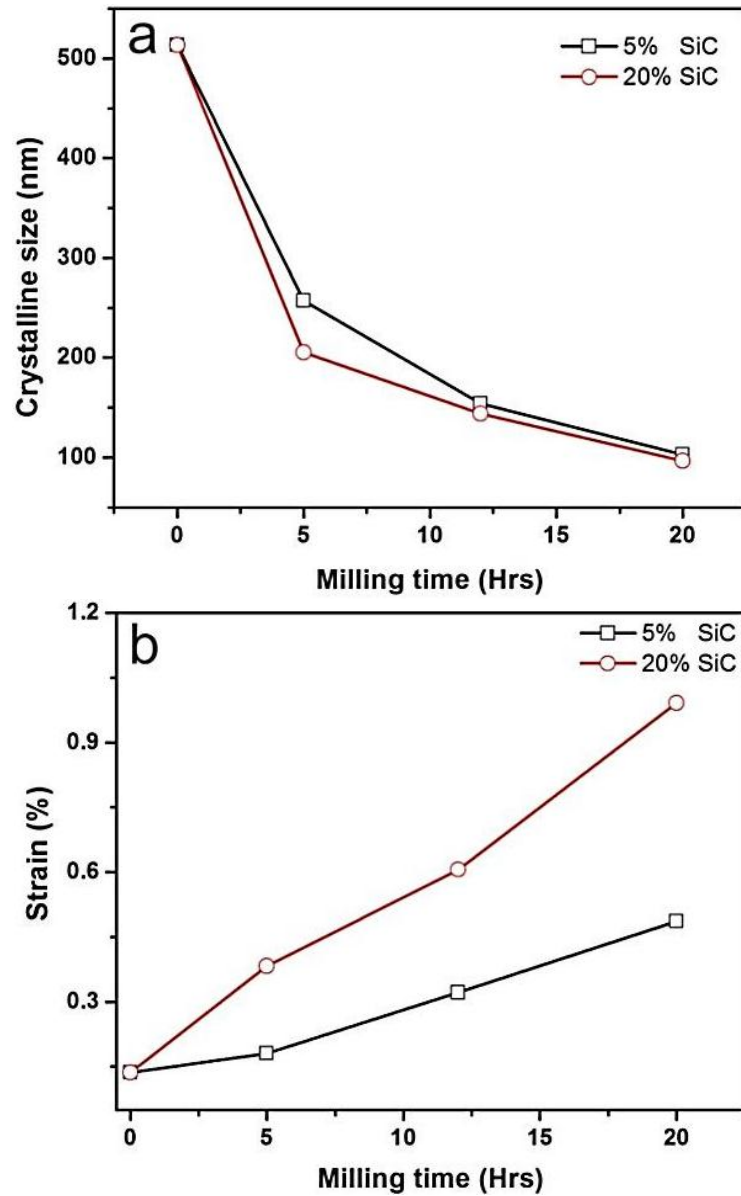 a
5% SiC
20% SiC
500
400
300
200
100
Crystalline size (nm)
0 5 10 15 20
Milling time (Hrs)
b
5% SiC
20% SiC
1.2
0.9
0.6
0.3
Strain (%)
0 5 10 15 20
Milling time (Hrs)